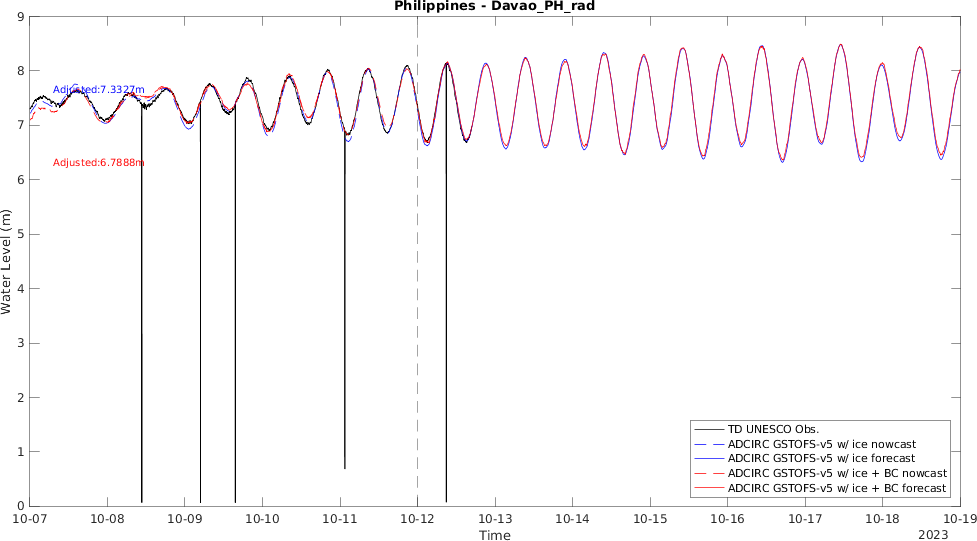 Philippines - Davao_PH_rad
9
8
7
6
5
4
3
2
1
0
Water Level (m)
Adjusted:7.3327m
Adjusted:6.7888m
TD UNESCO Obs.
ADCIRC GSTOFS-v5 w/ ice nowcast
ADCIRC GSTOFS-v5 w/ ice forecast
ADCIRC GSTOFS-v5 w/ ice + BC nowcast
ADCIRC GSTOFS-v5 w/ ice + BC forecast
10-07 10-08 10-09 10-10 10-11 10-12 10-13 10-14 10-15 10-16 10-17 10-18 10-19
Time
2023